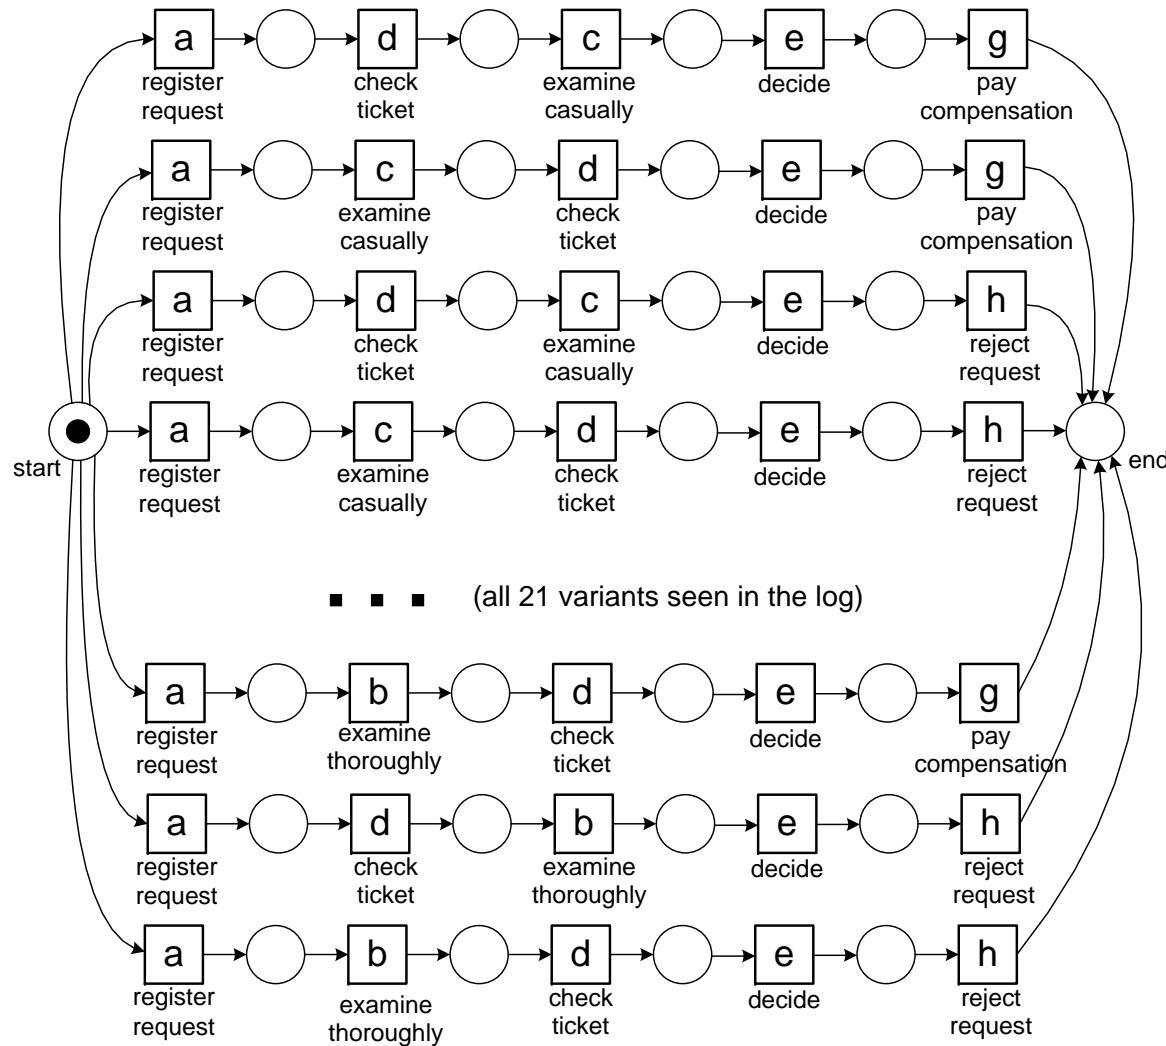 a d c e g
register request check ticket examine casually decide pay compensation
a c d e g
register request examine casually check ticket decide pay compensation
a d c e h
register request check ticket examine casually decide reject request
a c d e h
start register request examine casually check ticket decide reject request end
(all 21 variants seen in the log)
a b d e g
register request examine thoroughly check ticket decide pay compensation
a d b e h
register request check ticket examine thoroughly decide reject request
a b d e h
register request examine thoroughly check ticket decide reject request